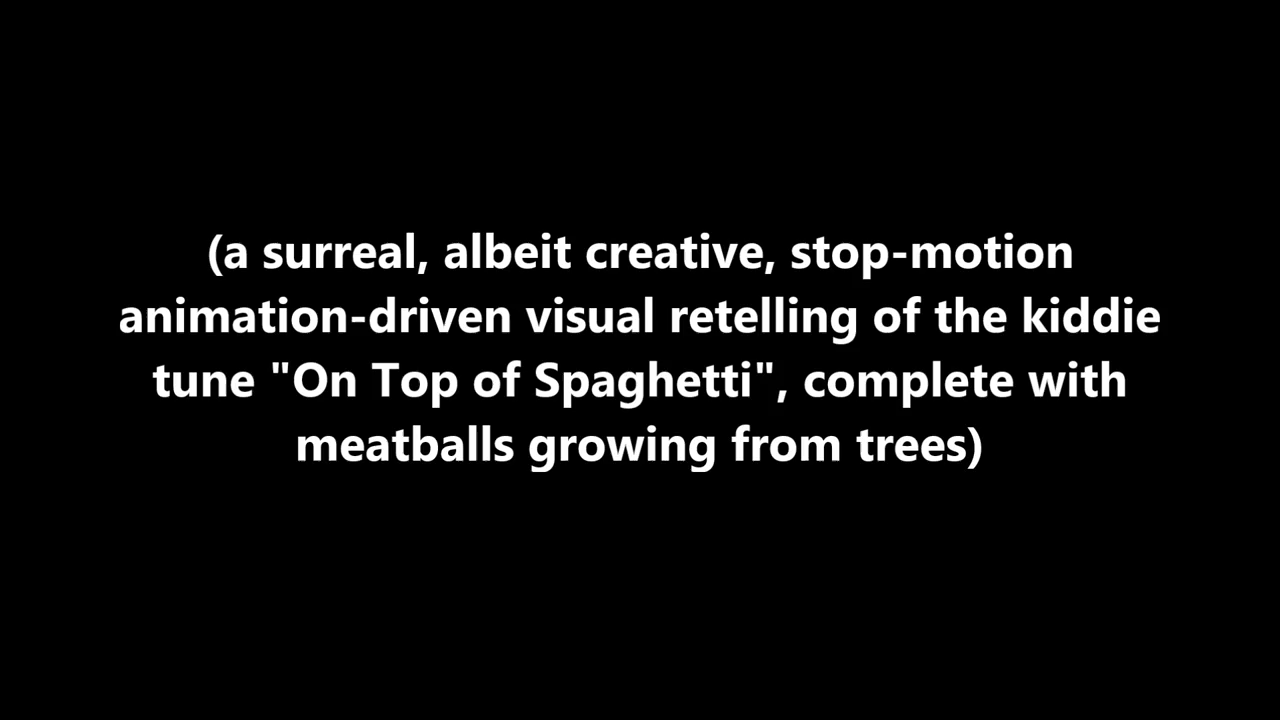 (a surreal, albeit creative, stop-motion
animation-driven visual retelling of the kiddie
tune "On Top of Spaghetti", complete with
meatballs growing from trees)